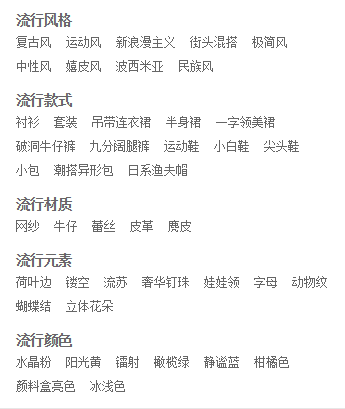 流行风格
复古风 运动风 新浪漫主义 街头混搭 极简风
中性风 嬉皮风 波西米亚 民族风
流行款式
衬衫 套装 吊带连衣裙 半身裙 一字领美裙
破洞牛仔裤 九分阔腿裤 运动鞋 小白鞋 尖头鞋
小包 潮搭异形包 日系渔夫帽
流行材质
网纱 牛仔 蕾丝 皮革 麂皮
流行元素
荷叶边 镂空 流苏 奢华钉珠 娃娃领 字母 动物纹
蝴蝶结 立体花朵
流行颜色
水晶粉 阳光黄 镭射 橄榄绿 静谧蓝 柑橘色
颜料盒亮色 冰浅色